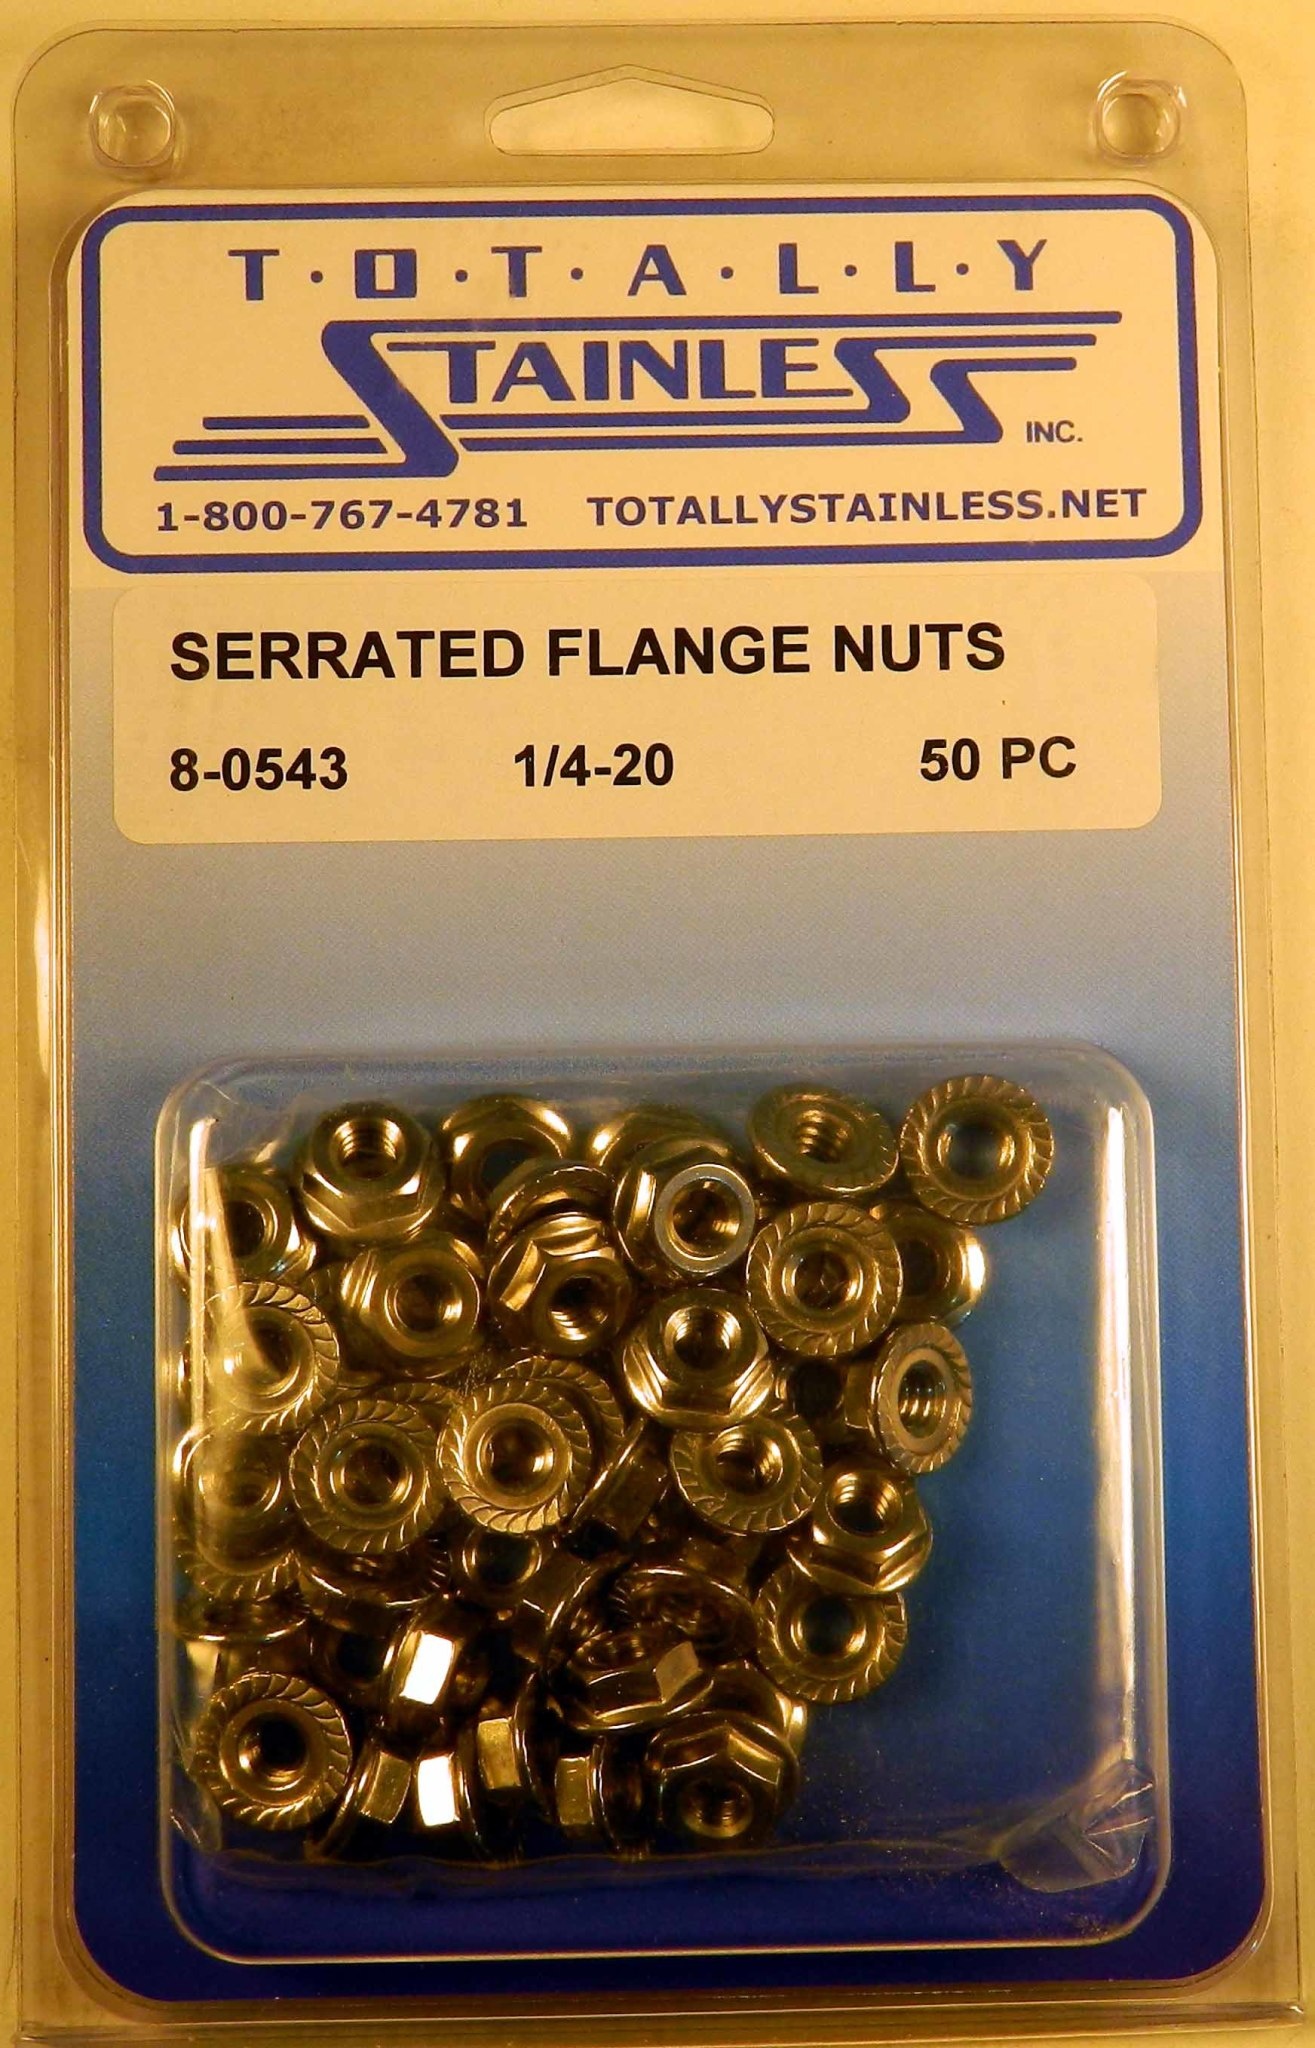 T·O·T·A·L·L·Y
STAINLESS
INC.
1-800-767-4781 TOTALLYSTAINLESS.NET
SERRATED FLANGE NUTS
8-0543 1/4-20 50 PC